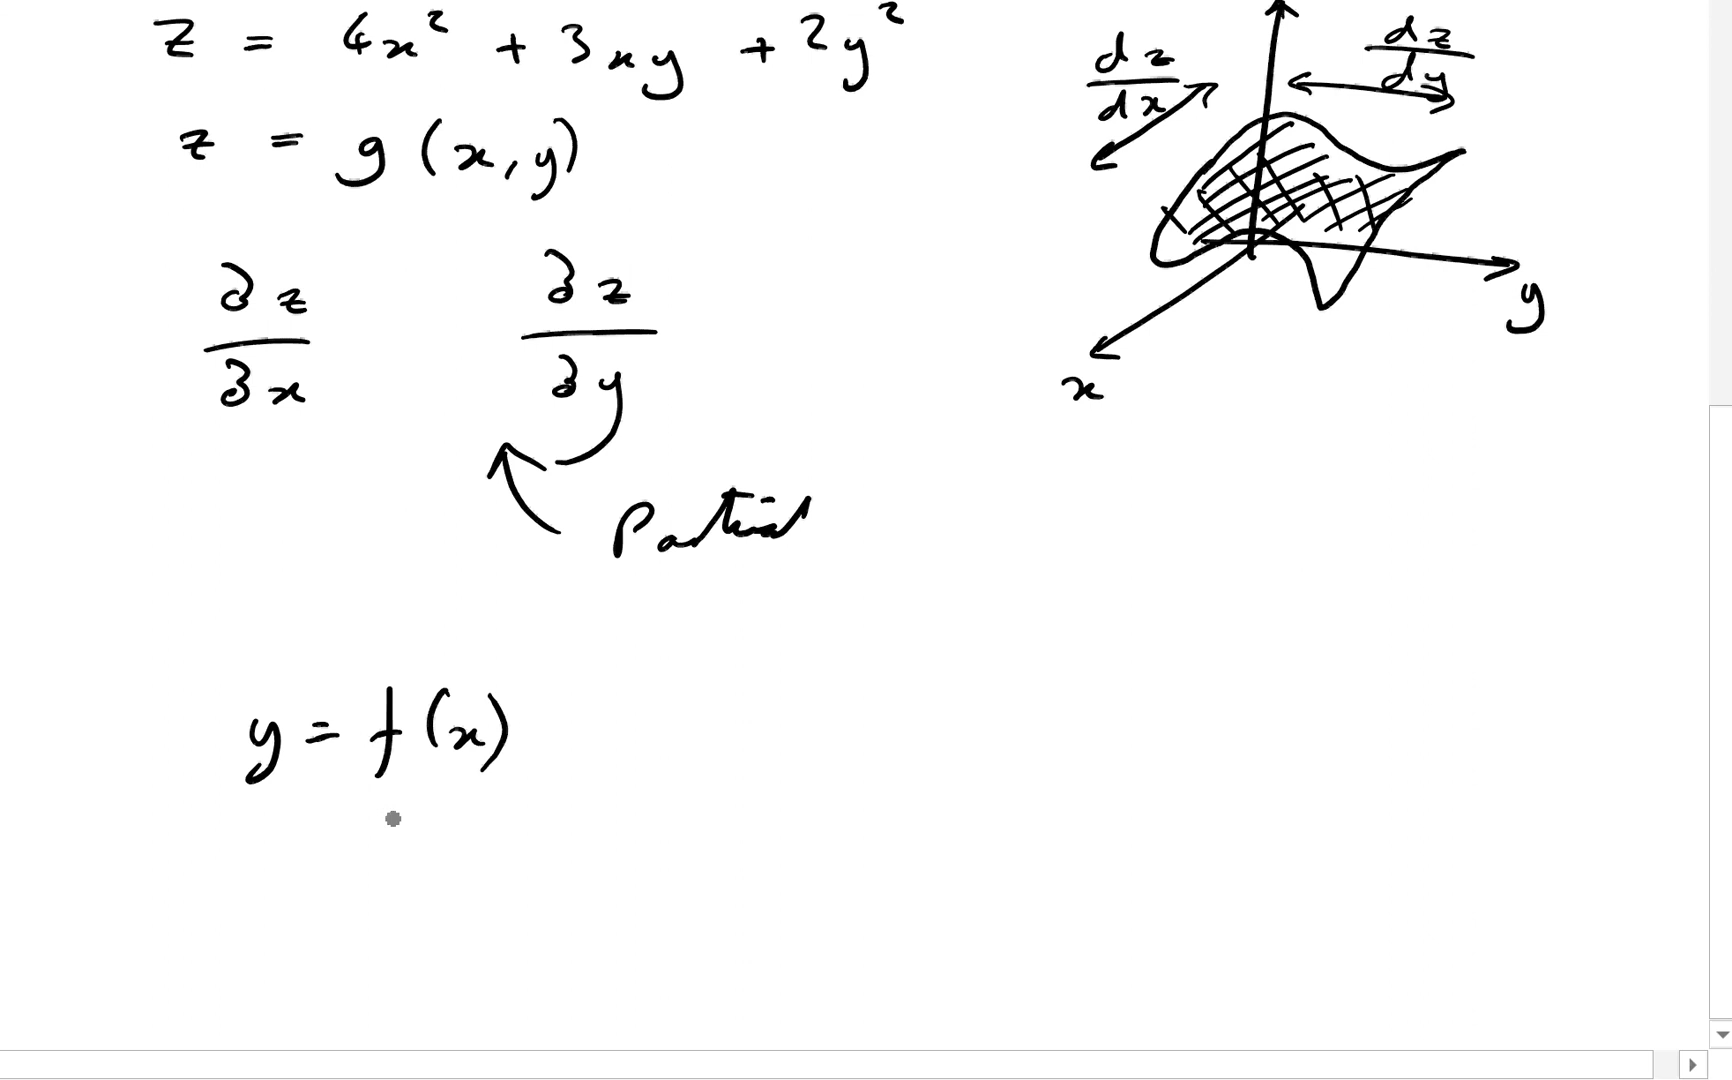 z = 4x² + 3xy + 2y²
z = g(x,y)
∂z/∂x ∂z/∂y
Partial
y = f(x)
dz/dx dz/dy
y
x